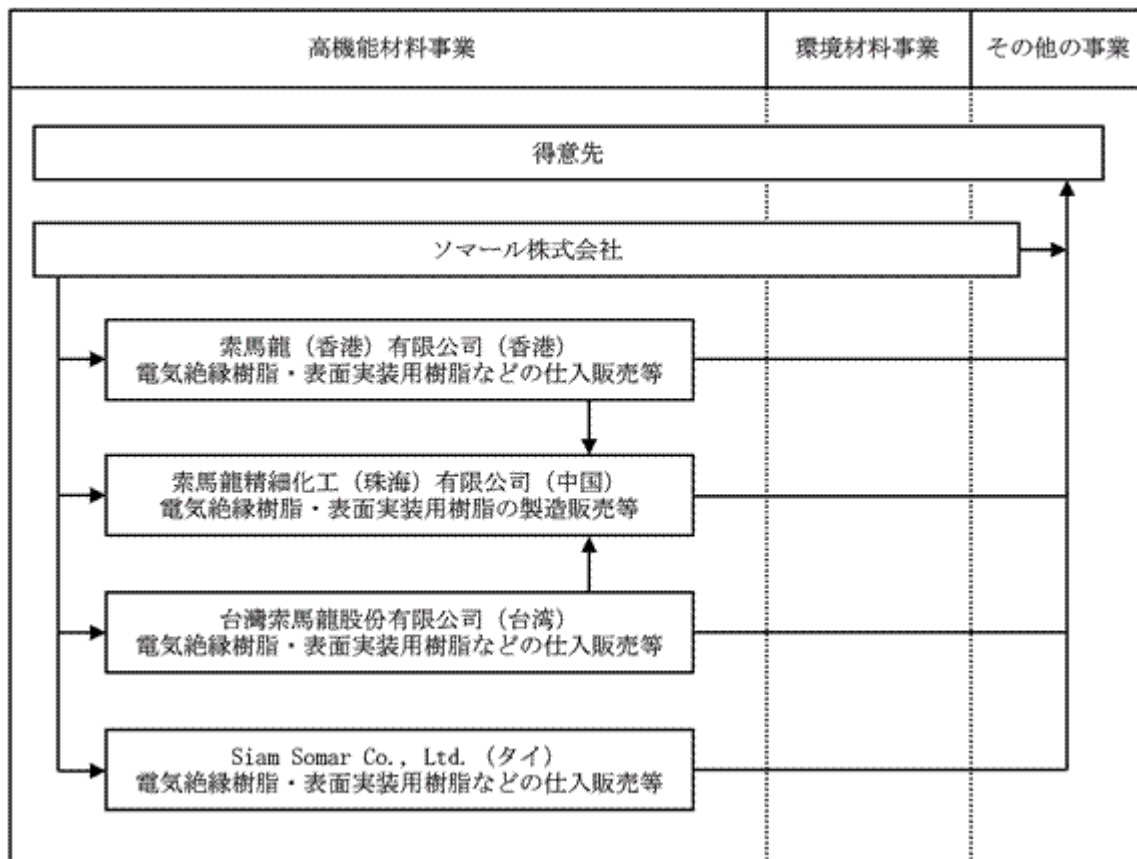 高機能材料事業
環境材料事業
その他の事業
得意先
ソマール株式会社
索馬龍（香港）有限公司（香港）
電気絶縁樹脂・表面実装用樹脂などの仕入販売等
索馬龍精細化工（珠海）有限公司（中国）
電気絶縁樹脂・表面実装用樹脂の製造販売等
台灣索馬龍股份有限公司（台湾）
電気絶縁樹脂・表面実装用樹脂などの仕入販売等
Siam Somar Co., Ltd.（タイ）
電気絶縁樹脂・表面実装用樹脂などの仕入販売等